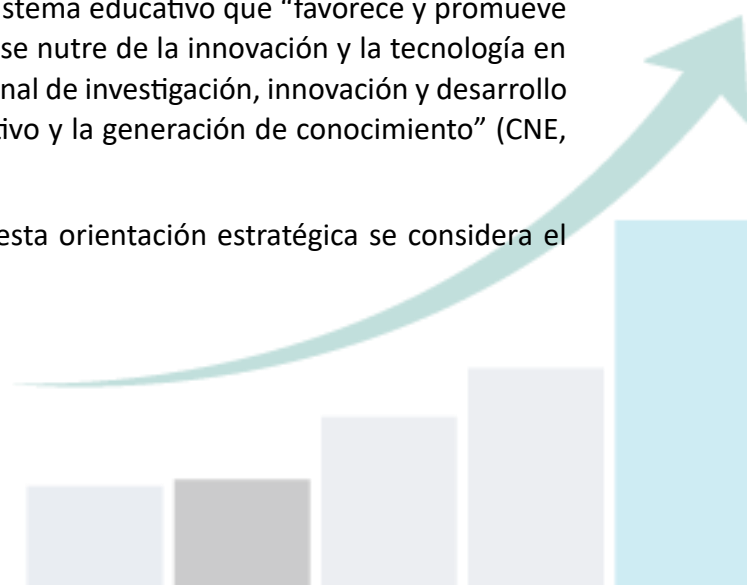 stema educativo que “favorece y promueve
se nutre de la innovación y la tecnología en
nal de investigación, innovación y desarrollo
tivo y la generación de conocimiento” (CNE,
esta orientación estratégica se considera el